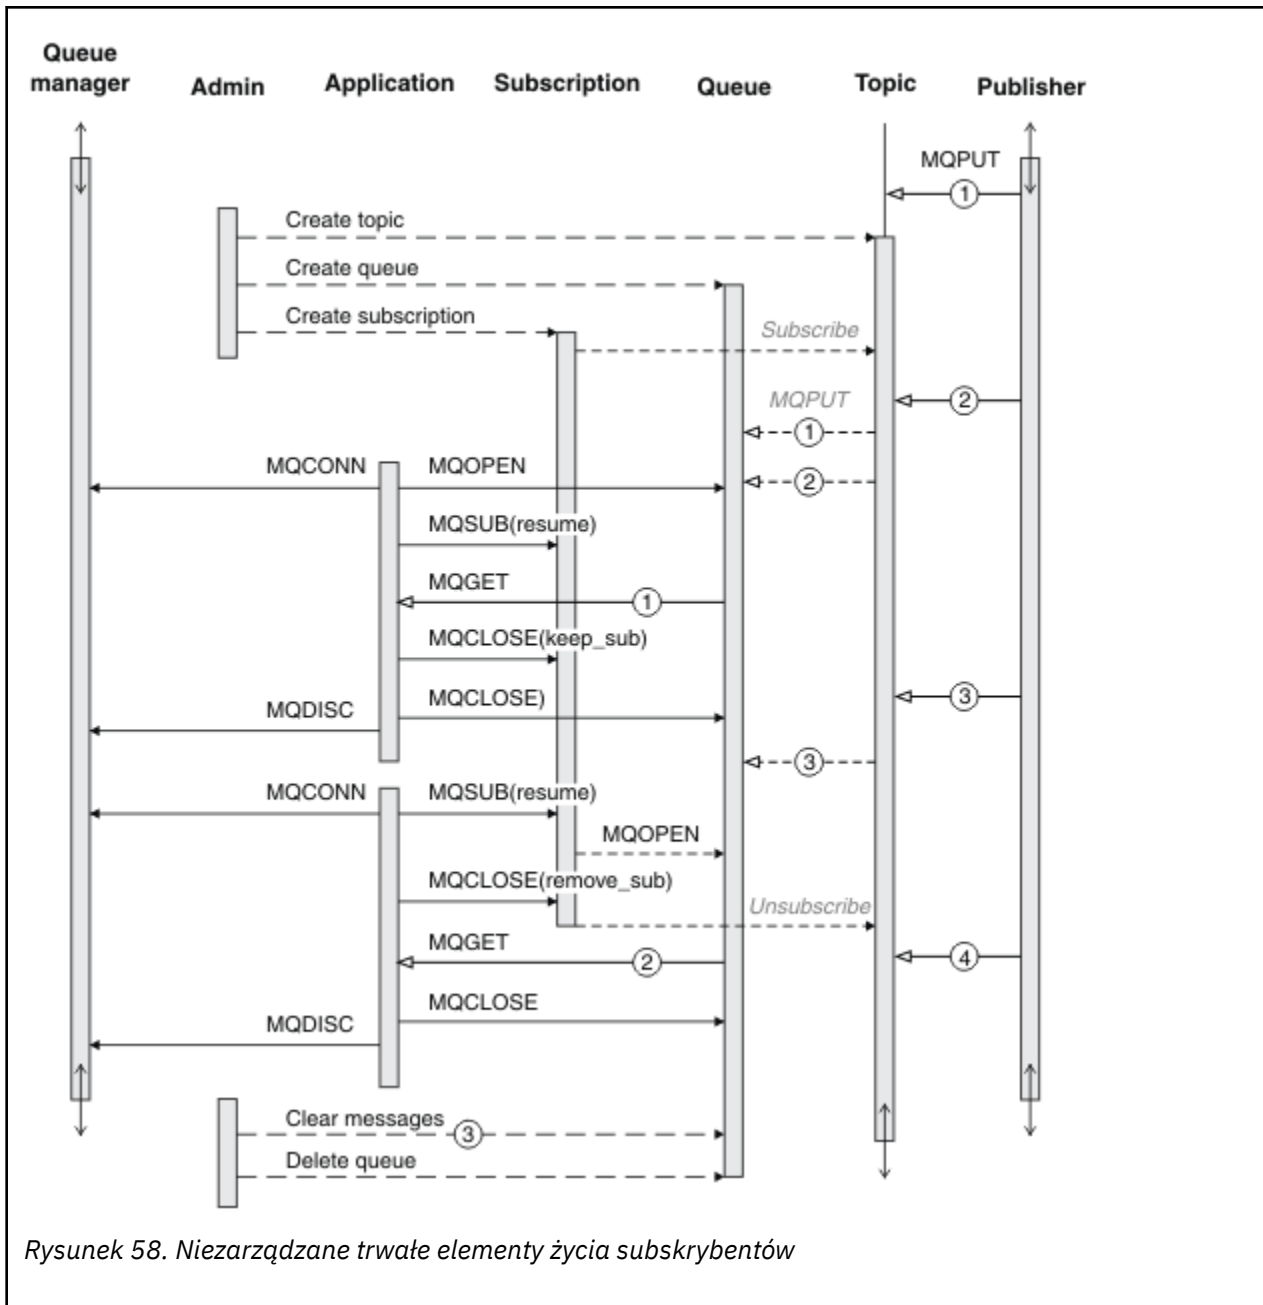 Queue manager Admin Application Subscription Queue Topic Publisher
MQPUT
1
Create topic
Create queue
Create subscription
Subscribe
MQPUT
2
1
MQCONN MQOPEN
2
MQSUB(resume)
MQGET
1
MQCLOSE(keep_sub)
MQCLOSE)
3
MQDISC
3
MQCONN MQSUB(resume)
MQOPEN
MQCLOSE(remove_sub)
Unsubscribe
MQGET
2
4
MQCLOSE
MQDISC
Clear messages
3
Delete queue
Rysunek 58. Niezarządzane trwałe elementy życia subskrybentów